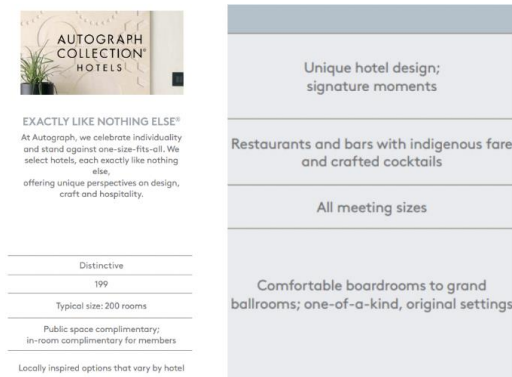 AUTOGRAPH
COLLECTION®
HOTELS
EXACTLY LIKE NOTHING ELSE®
At Autograph, we celebrate individuality
and stand against one-size-fits-all. We
select hotels, each exactly like nothing
else,
offering unique perspectives on design,
craft and hospitality.
Distinctive
199
Typical size: 200 rooms
Public space complimentary;
in-room complimentary for members
Locally inspired options that vary by hotel
Unique hotel design;
signature moments
Restaurants and bars with indigenous fare
and crafted cocktails
All meeting sizes
Comfortable boardrooms to grand
ballrooms; one-of-a-kind, original settings